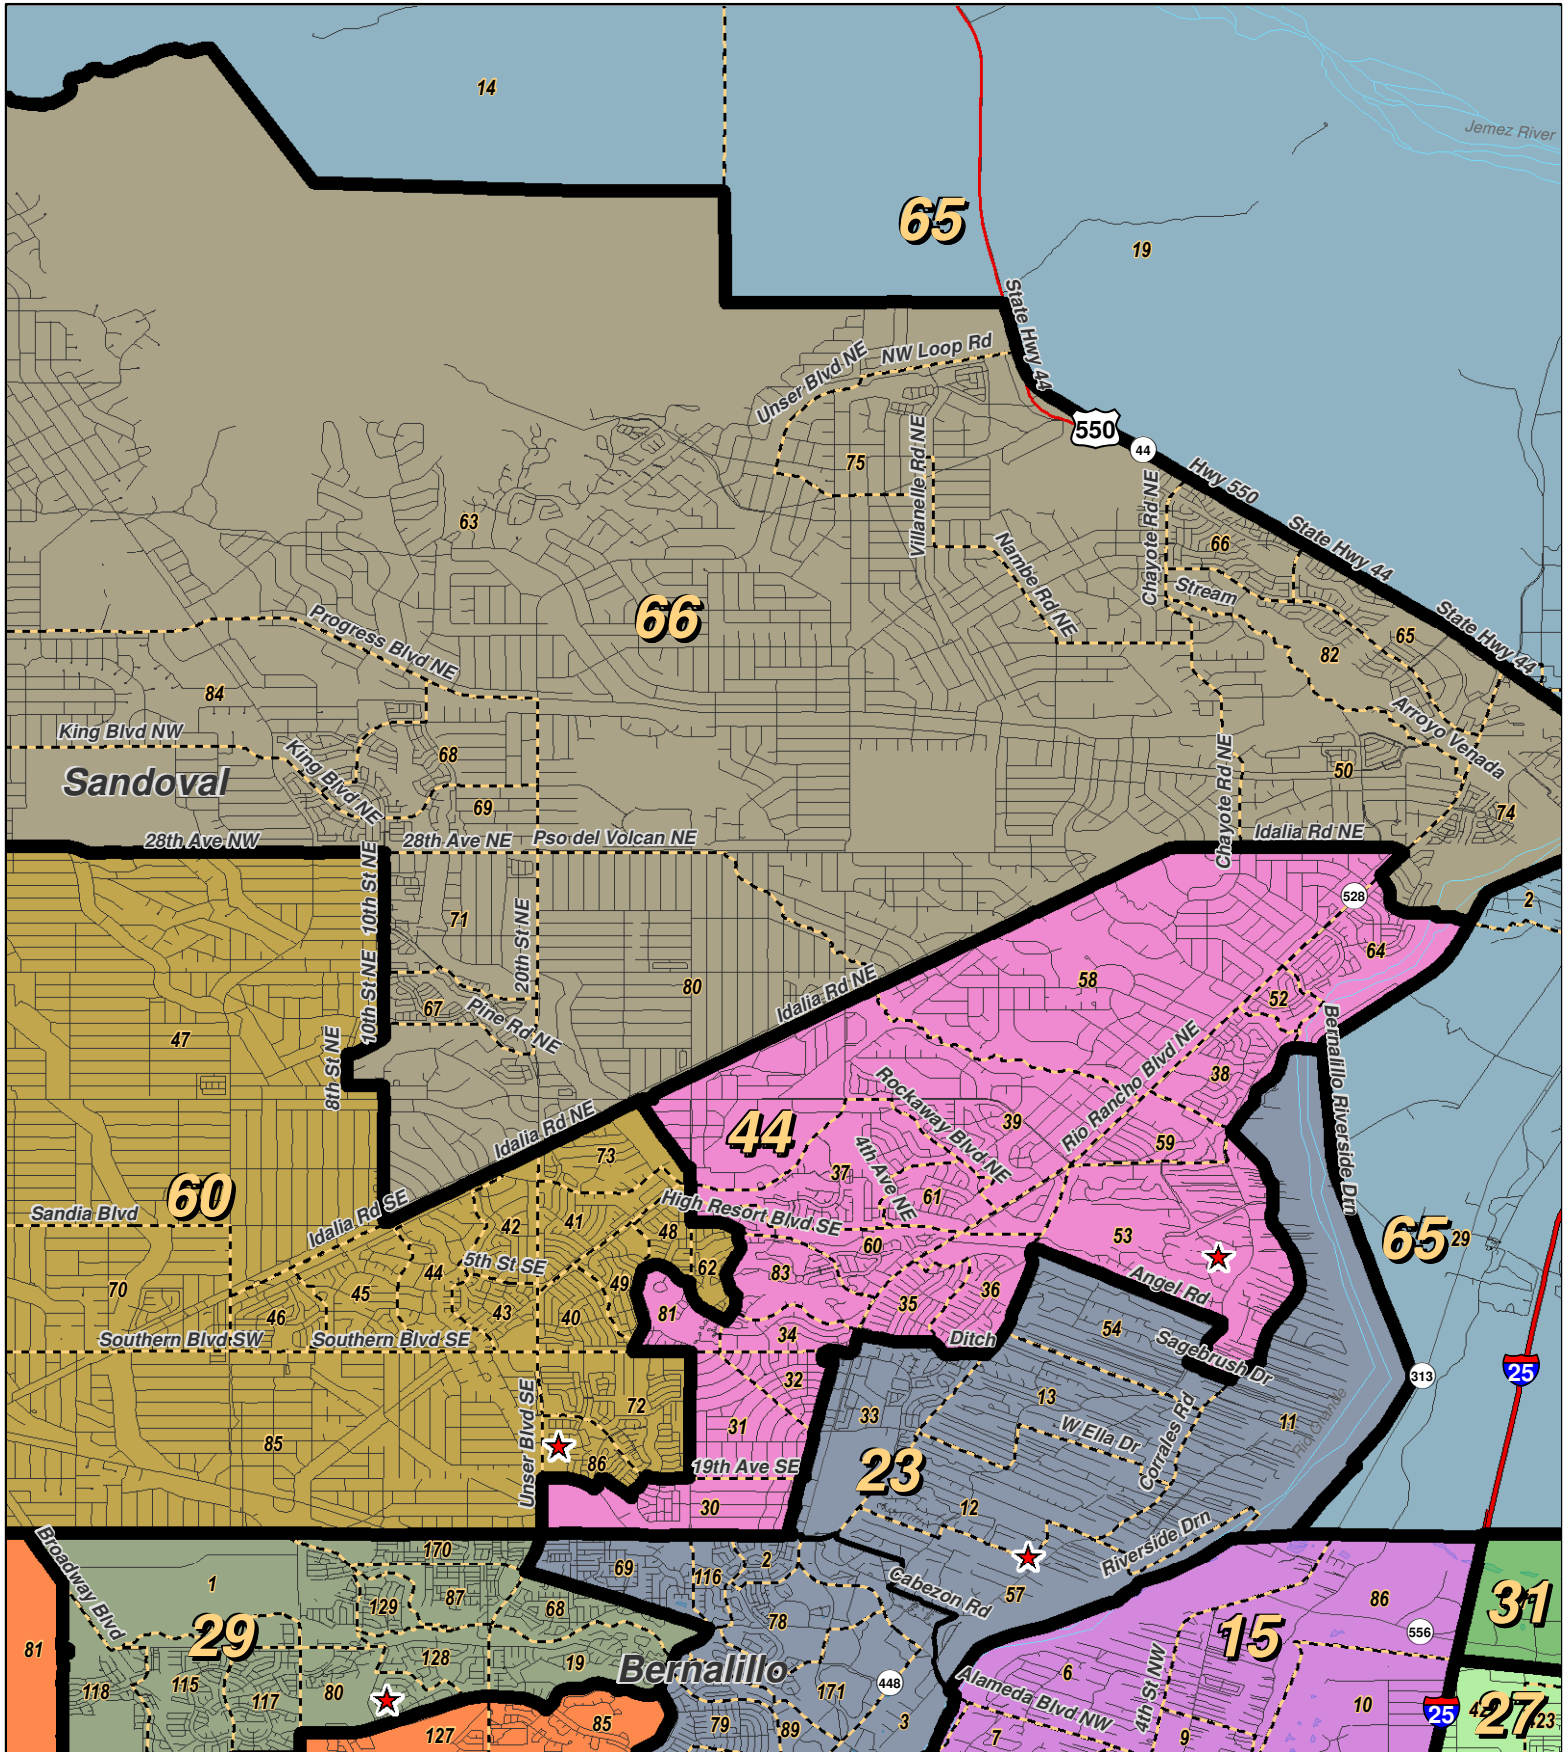 14
Jemez River
65
19
State Hwy 44
NW Loop Rd
Unser Blvd NE
550
44
Villanelle Rd NE
75
Hwy 550
Chayote Rd NE
63
State Hwy 44
66
Nambe Rd NE
Stream
66
Progress Blvd NE
State Hwy 44
65
82
84
Arroyo Venada
King Blvd NW
King Blvd NE
68
Chayote Rd NE
50
Sandoval
69
74
28th Ave NW
28th Ave NE
Pso del Volcan NE
Idalia Rd NE
10th St NE
528
2
71
20th St NE
64
10th St NE
58
80
Idalia Rd NE
52
67
Pine Rd NE
47
8th St NE
Bernalillo Riverside Drn
38
Rio Rancho Blvd NE
Rockaway Blvd NE
39
Idalia Rd NE
44
59
73
4th Ave NE
37
60
61
High Resort Blvd SE
Sandia Blvd
Idalia Rd SE
42
41
48
60
53
65
29
5th St SE
44
62
83
49
70
45
36
Angel Rd
35
46
43
40
81
54
Southern Blvd SW
Southern Blvd SE
34
Ditch
Sagebrush Dr
313
25
32
13
Unser Blvd SE
72
33
31
W Ella Dr
Corrales Rd
11
Rio Grande
85
86
19th Ave SE
23
30
12
Riverside Drn
Broadway Blvd
170
69
116
2
Cabezon Rd
57
1
87
129
68
78
86
31
29
15
556
81
128
19
Bernalillo
118
115
117
80
171
448
6
Alameda Blvd NW
4th St NW
10
25
27
23
127
85
79
89
3
7
9